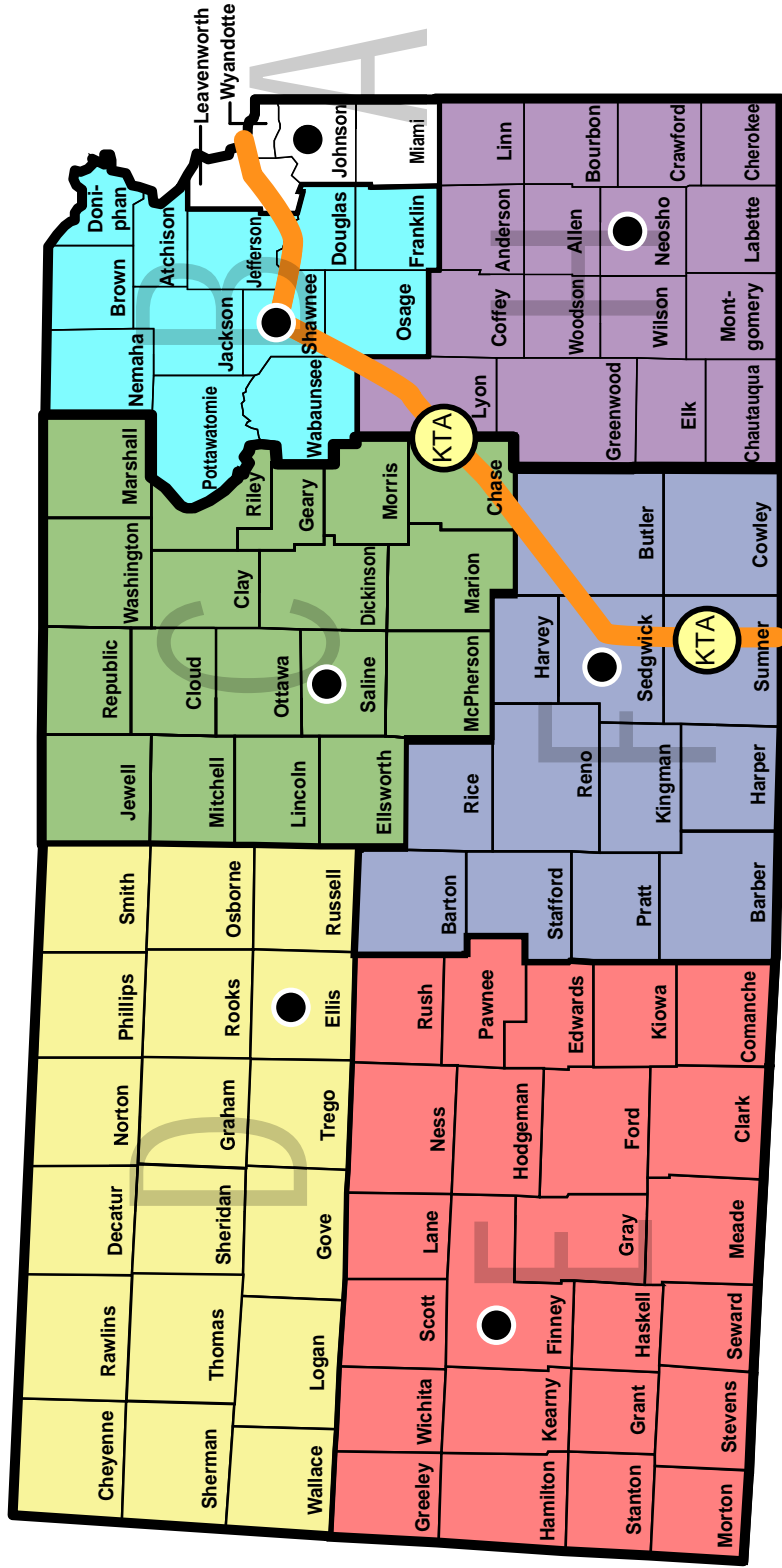 Cheyenne
Rawlins
Decatur
Norton
Phillips
Smith
Jewell
Republic
Washington
Marshall
Nemaha
Brown
Doni-
phan
Leavenworth
Wyandotte
Sherman
Thomas
Sheridan
Graham
Rooks
Osborne
Mitchell
Cloud
Clay
Riley
Pottawatomie
Jackson
Atchison
Jefferson
D
C
B
A
Wallace
Logan
Gove
Trego
Ellis
Russell
Lincoln
Ottawa
Saline
Dickinson
Geary
Wabaunsee
Shawnee
Douglas
Johnson
Greeley
Wichita
Scott
Lane
Ness
Rush
Barton
Ellsworth
Rice
McPherson
Marion
Morris
Chase
KTA
Lyon
Osage
Franklin
Miami
Hamilton
Kearny
Finney
Gray
Hodgeman
Pawnee
Edwards
Stafford
Reno
Harvey
Butler
Greenwood
Coffey
Anderson
Linn
E
F
H
Woodson
Allen
Bourbon
Stanton
Grant
Haskell
Ford
Kiowa
Pratt
Kingman
Sedgwick
Elk
Wilson
Neosho
Crawford
Morton
Stevens
Seward
Meade
Clark
Comanche
Barber
Harper
KTA
Sumner
Cowley
Chautauqua
Mont-
gomery
Labette
Cherokee